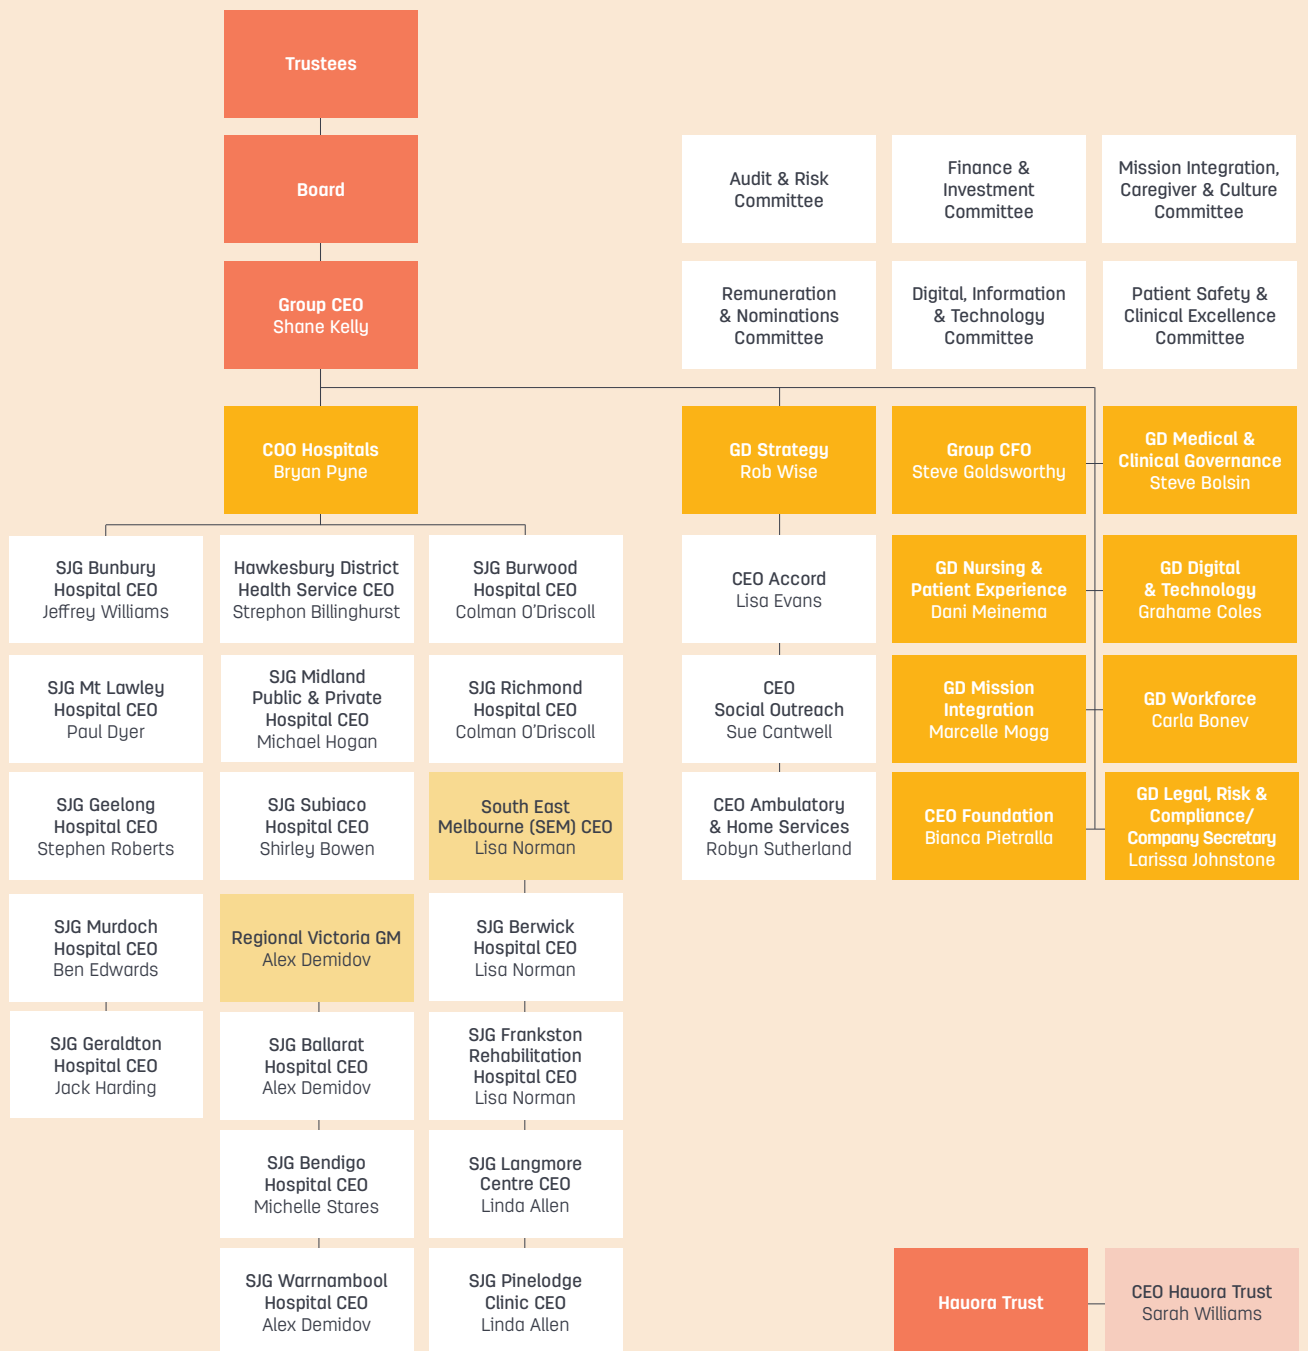 Trustees
Board
Group CEO
Shane Kelly
Audit & Risk
Committee
Finance &
Investment
Committee
Mission Integration,
Caregiver & Culture
Committee
Remuneration
& Nominations
Committee
Digital, Information
& Technology
Committee
Patient Safety &
Clinical Excellence
Committee
COO Hospitals
Bryan Pyne
SJG Bunbury
Hospital CEO
Jeffrey Williams
Hawkesbury District
Health Service CEO
Strephon Billinghurst
SJG Burwood
Hospital CEO
Colman O'Driscoll
SJG Mt Lawley
Hospital CEO
Paul Dyer
SJG Midland
Public & Private
Hospital CEO
Michael Hogan
SJG Richmond
Hospital CEO
Colman O'Driscoll
SJG Geelong
Hospital CEO
Stephen Roberts
SJG Subiaco
Hospital CEO
Shirley Bowen
South East
Melbourne (SEM) CEO
Lisa Norman
SJG Murdoch
Hospital CEO
Ben Edwards
Regional Victoria GM
Alex Demidov
SJG Berwick
Hospital CEO
Lisa Norman
SJG Geraldton
Hospital CEO
Jack Harding
SJG Ballarat
Hospital CEO
Alex Demidov
SJG Frankston
Rehabilitation
Hospital CEO
Lisa Norman
SJG Bendigo
Hospital CEO
Michelle Stares
SJG Langmore
Centre CEO
Linda Allen
SJG Warrnambool
Hospital CEO
Alex Demidov
SJG Pinelodge
Clinic CEO
Linda Allen
GD Strategy
Rob Wise
Group CFO
Steve Goldsworthy
GD Medical &
Clinical Governance
Steve Bolsin
CEO Accord
Lisa Evans
GD Nursing &
Patient Experience
Dani Meinema
GD Digital
& Technology
Grahame Coles
CEO
Social Outreach
Sue Cantwell
GD Mission
Integration
Marcelle Mogg
GD Workforce
Carla Bonev
CEO Ambulatory
& Home Services
Robyn Sutherland
CEO Foundation
Bianca Pietralla
GD Legal, Risk &
Compliance/
Company Secretary
Larissa Johnstone
Hauora Trust
CEO Hauora Trust
Sarah Williams